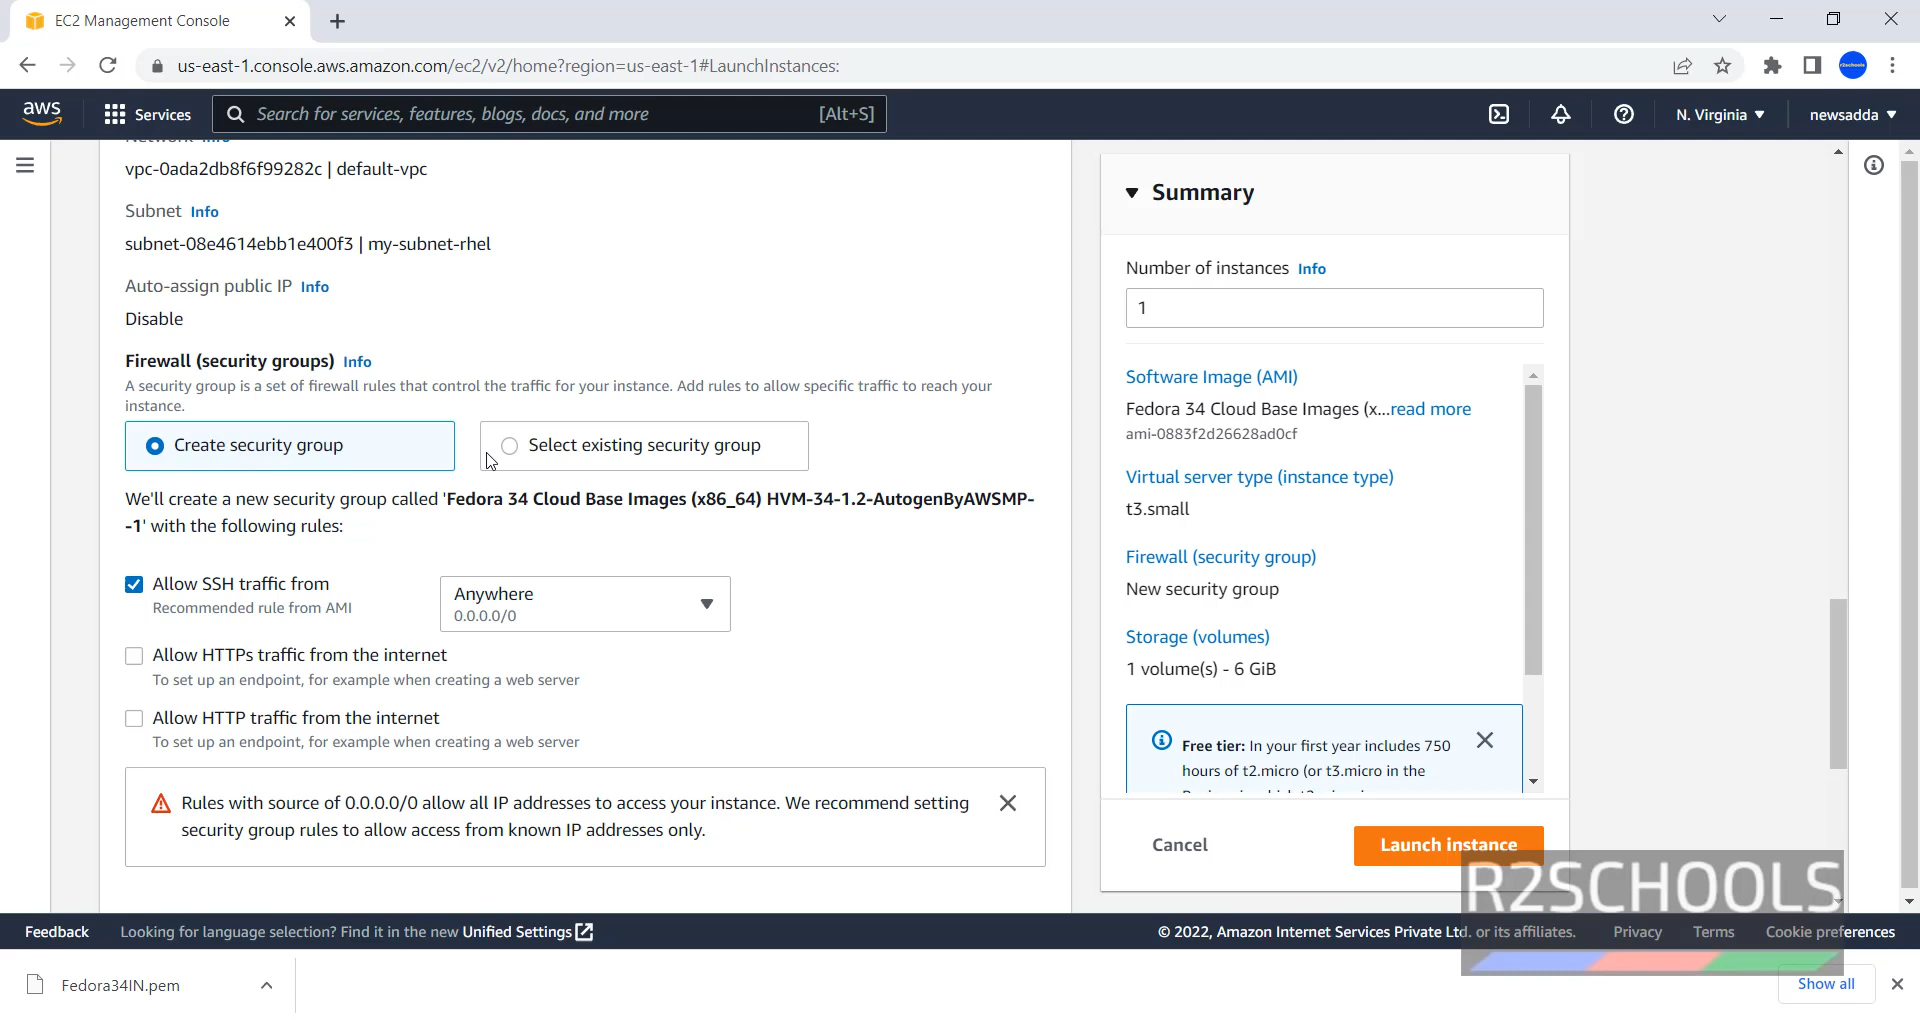 EC2 Management Console
us-east-1.console.aws.amazon.com/ec2/v2/home?region=us-east-1#LaunchInstances:
aws
Services
Search for services, features, blogs, docs, and more
[Alt+S]
N. Virginia
newsadda
Network Info
vpc-0ada2db8f6f99282c | default-vpc
Subnet Info
subnet-08e4614ebb1e400f3 | my-subnet-rhel
Auto-assign public IP Info
Disable
Firewall (security groups) Info
A security group is a set of firewall rules that control the traffic for your instance. Add rules to allow specific traffic to reach your
instance.
Create security group
Select existing security group
We'll create a new security group called 'Fedora 34 Cloud Base Images (x86_64) HVM-34-1.2-AutogenByAWSMP-
-1' with the following rules:
Allow SSH traffic from
Recommended rule from AMI
Anywhere
0.0.0.0/0
Allow HTTPs traffic from the internet
To set up an endpoint, for example when creating a web server
Allow HTTP traffic from the internet
To set up an endpoint, for example when creating a web server
Rules with source of 0.0.0.0/0 allow all IP addresses to access your instance. We recommend setting
security group rules to allow access from known IP addresses only.
Summary
Number of instances Info
1
Software Image (AMI)
Fedora 34 Cloud Base Images (x...read more
ami-0883f2d26628ad0cf
Virtual server type (instance type)
t3.small
Firewall (security group)
New security group
Storage (volumes)
1 volume(s) - 6 GiB
Free tier: In your first year includes 750
hours of t2.micro (or t3.micro in the
Cancel
Launch instance
R2SCHOOLS
Feedback
Looking for language selection? Find it in the new Unified Settings
© 2022, Amazon Internet Services Private Ltd. or its affiliates.
Privacy
Terms
Cookie preferences
Fedora34IN.pem
Show all